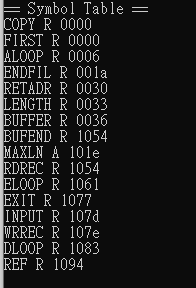 == Symbol Table ==
COPY R 0000
FIRST R 0000
ALOOP R 0006
ENDFIL R 001a
RETADR R 0030
LENGTH R 0033
BUFFER R 0036
BUFEND R 1054
MAXLN A 101e
RDREC R 1054
ELOOP R 1061
EXIT R 1077
INPUT R 107d
WRREC R 107e
DLOOP R 1083
REF R 1094